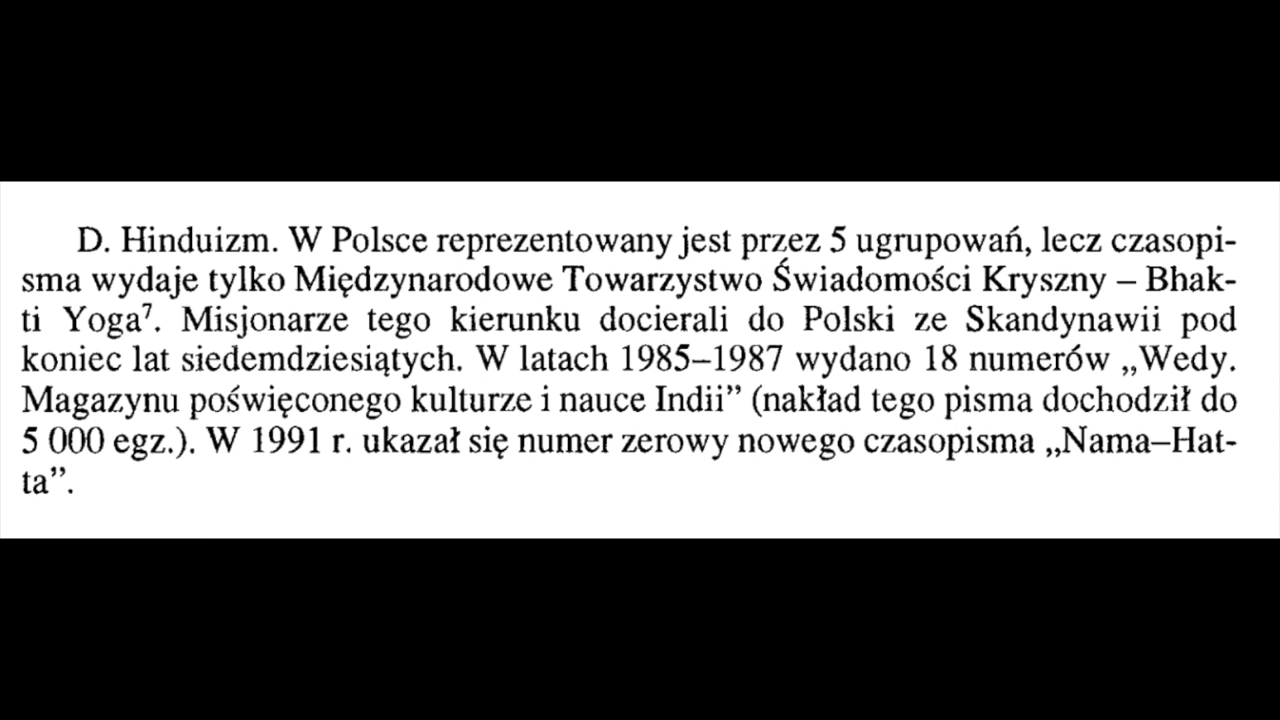 D. Hinduizm. W Polsce reprezentowany jest przez 5 ugrupowań, lecz czasopi-
sma wydaje tylko Międzynarodowe Towarzystwo Świadomości Kryszny – Bhak-
ti Yoga⁷. Misjonarze tego kierunku docierali do Polski ze Skandynawii pod
koniec lat siedemdziesiątych. W latach 1985–1987 wydano 18 numerów „Wedy.
Magazynu poświęconego kulturze i nauce Indii” (nakład tego pisma dochodził do
5 000 egz.). W 1991 r. ukazał się numer zerowy nowego czasopisma „Nama–Hat-
ta”.